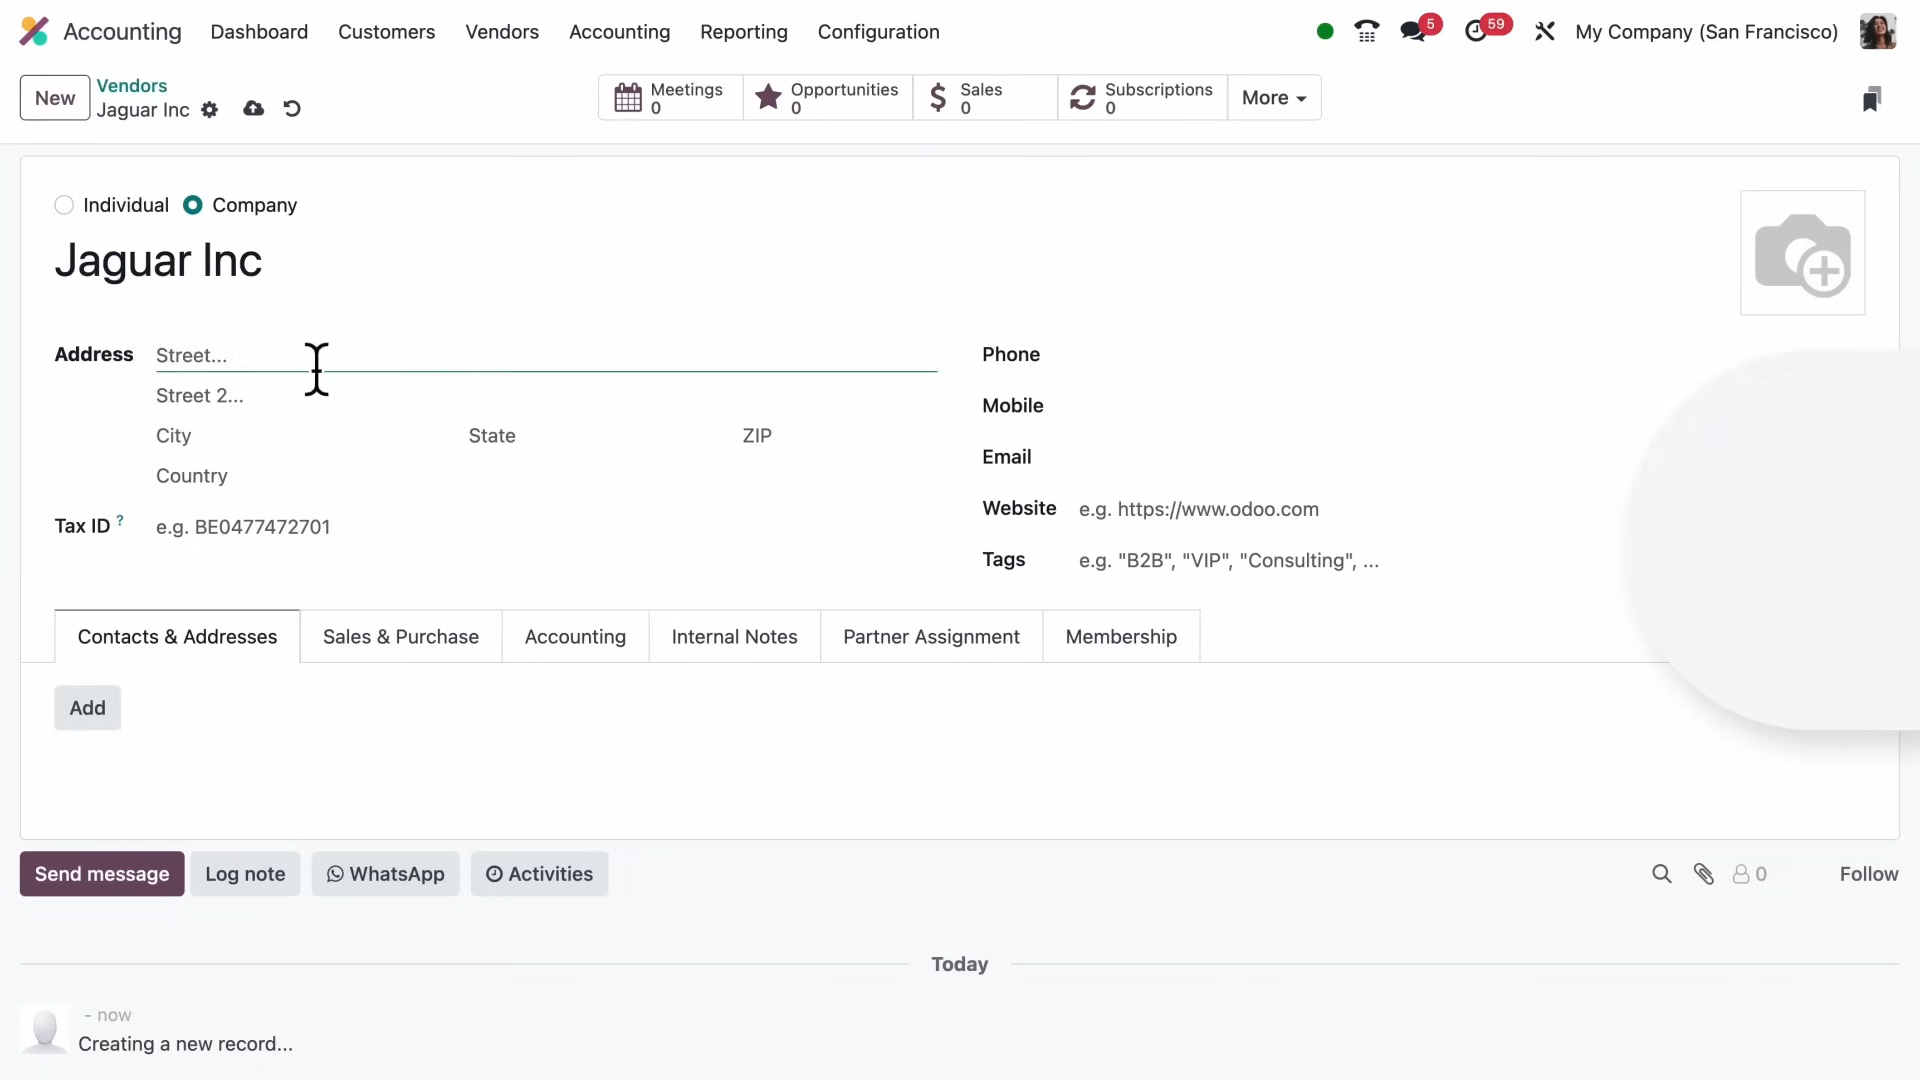 Accounting Dashboard Customers Vendors Accounting Reporting Configuration 5 59 My Company (San Francisco)
New Vendors Meetings 0 Opportunities 0 Sales 0 Subscriptions 0 More
Jaguar Inc
Individual Company
Jaguar Inc
Address Street... Phone
Street 2... Mobile
City State ZIP Email
Country
Website e.g. https://www.odoo.com
Tax ID ? e.g. BE0477472701
Tags e.g. "B2B", "VIP", "Consulting", ...
Contacts & Addresses Sales & Purchase Accounting Internal Notes Partner Assignment Membership
Add
Send message Log note WhatsApp Activities 0 Follow
Today
- now
Creating a new record...